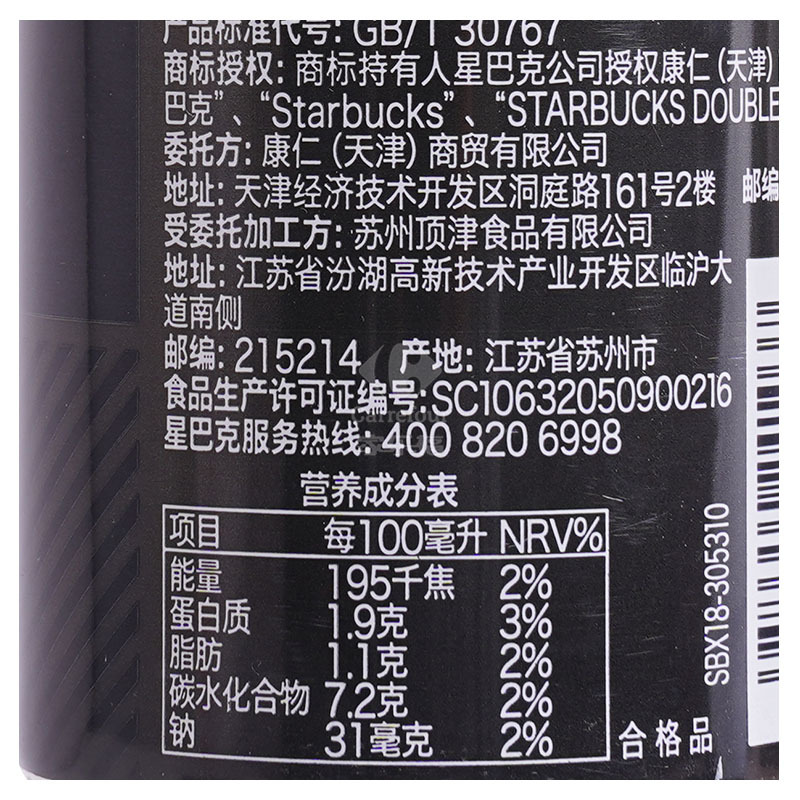 产品标准代号: GB/T 30767
商标授权: 商标持有人星巴克公司授权康仁(天津)
巴克”、“Starbucks”、“STARBUCKS DOUBLE
委托方: 康仁(天津)商贸有限公司
地址: 天津经济技术开发区洞庭路161号2楼 邮编
受委托加工方: 苏州顶津食品有限公司
地址: 江苏省汾湖高新技术产业开发区临沪大
道南侧
邮编: 215214 产地: 江苏省苏州市
食品生产许可证编号:SC10632050900216
Carrefour
家乐福
星巴克服务热线: 400 820 6998
营养成分表
项目 每100毫升 NRV%
能量 195千焦 2%
蛋白质 1.9克 3%
脂肪 1.1克 2%
碳水化合物 7.2克 2%
钠 31毫克 2%
合格品
SBX18-305310